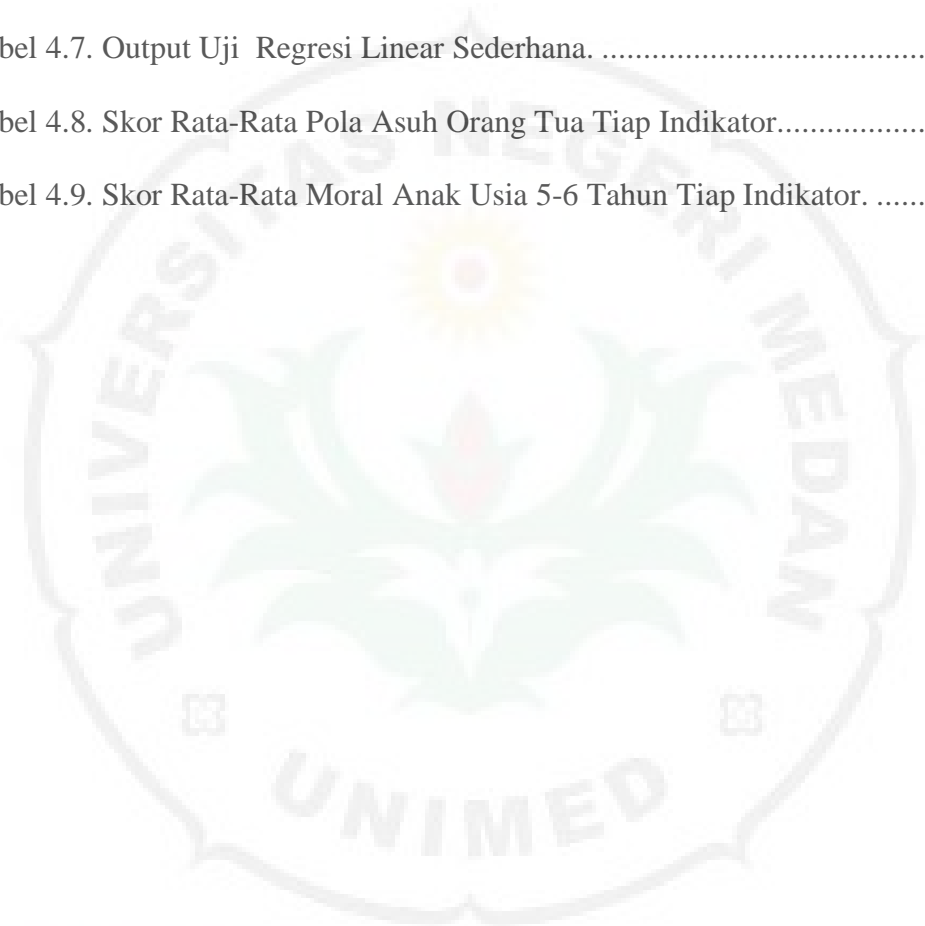 bel 4.7. Output Uji  Regresi Linear Sederhana. .......................................
bel 4.8. Skor Rata-Rata Pola Asuh Orang Tua Tiap Indikator..................
bel 4.9. Skor Rata-Rata Moral Anak Usia 5-6 Tahun Tiap Indikator. ......
UNIVERSITAS NEGERI MEDAN
UNIMED